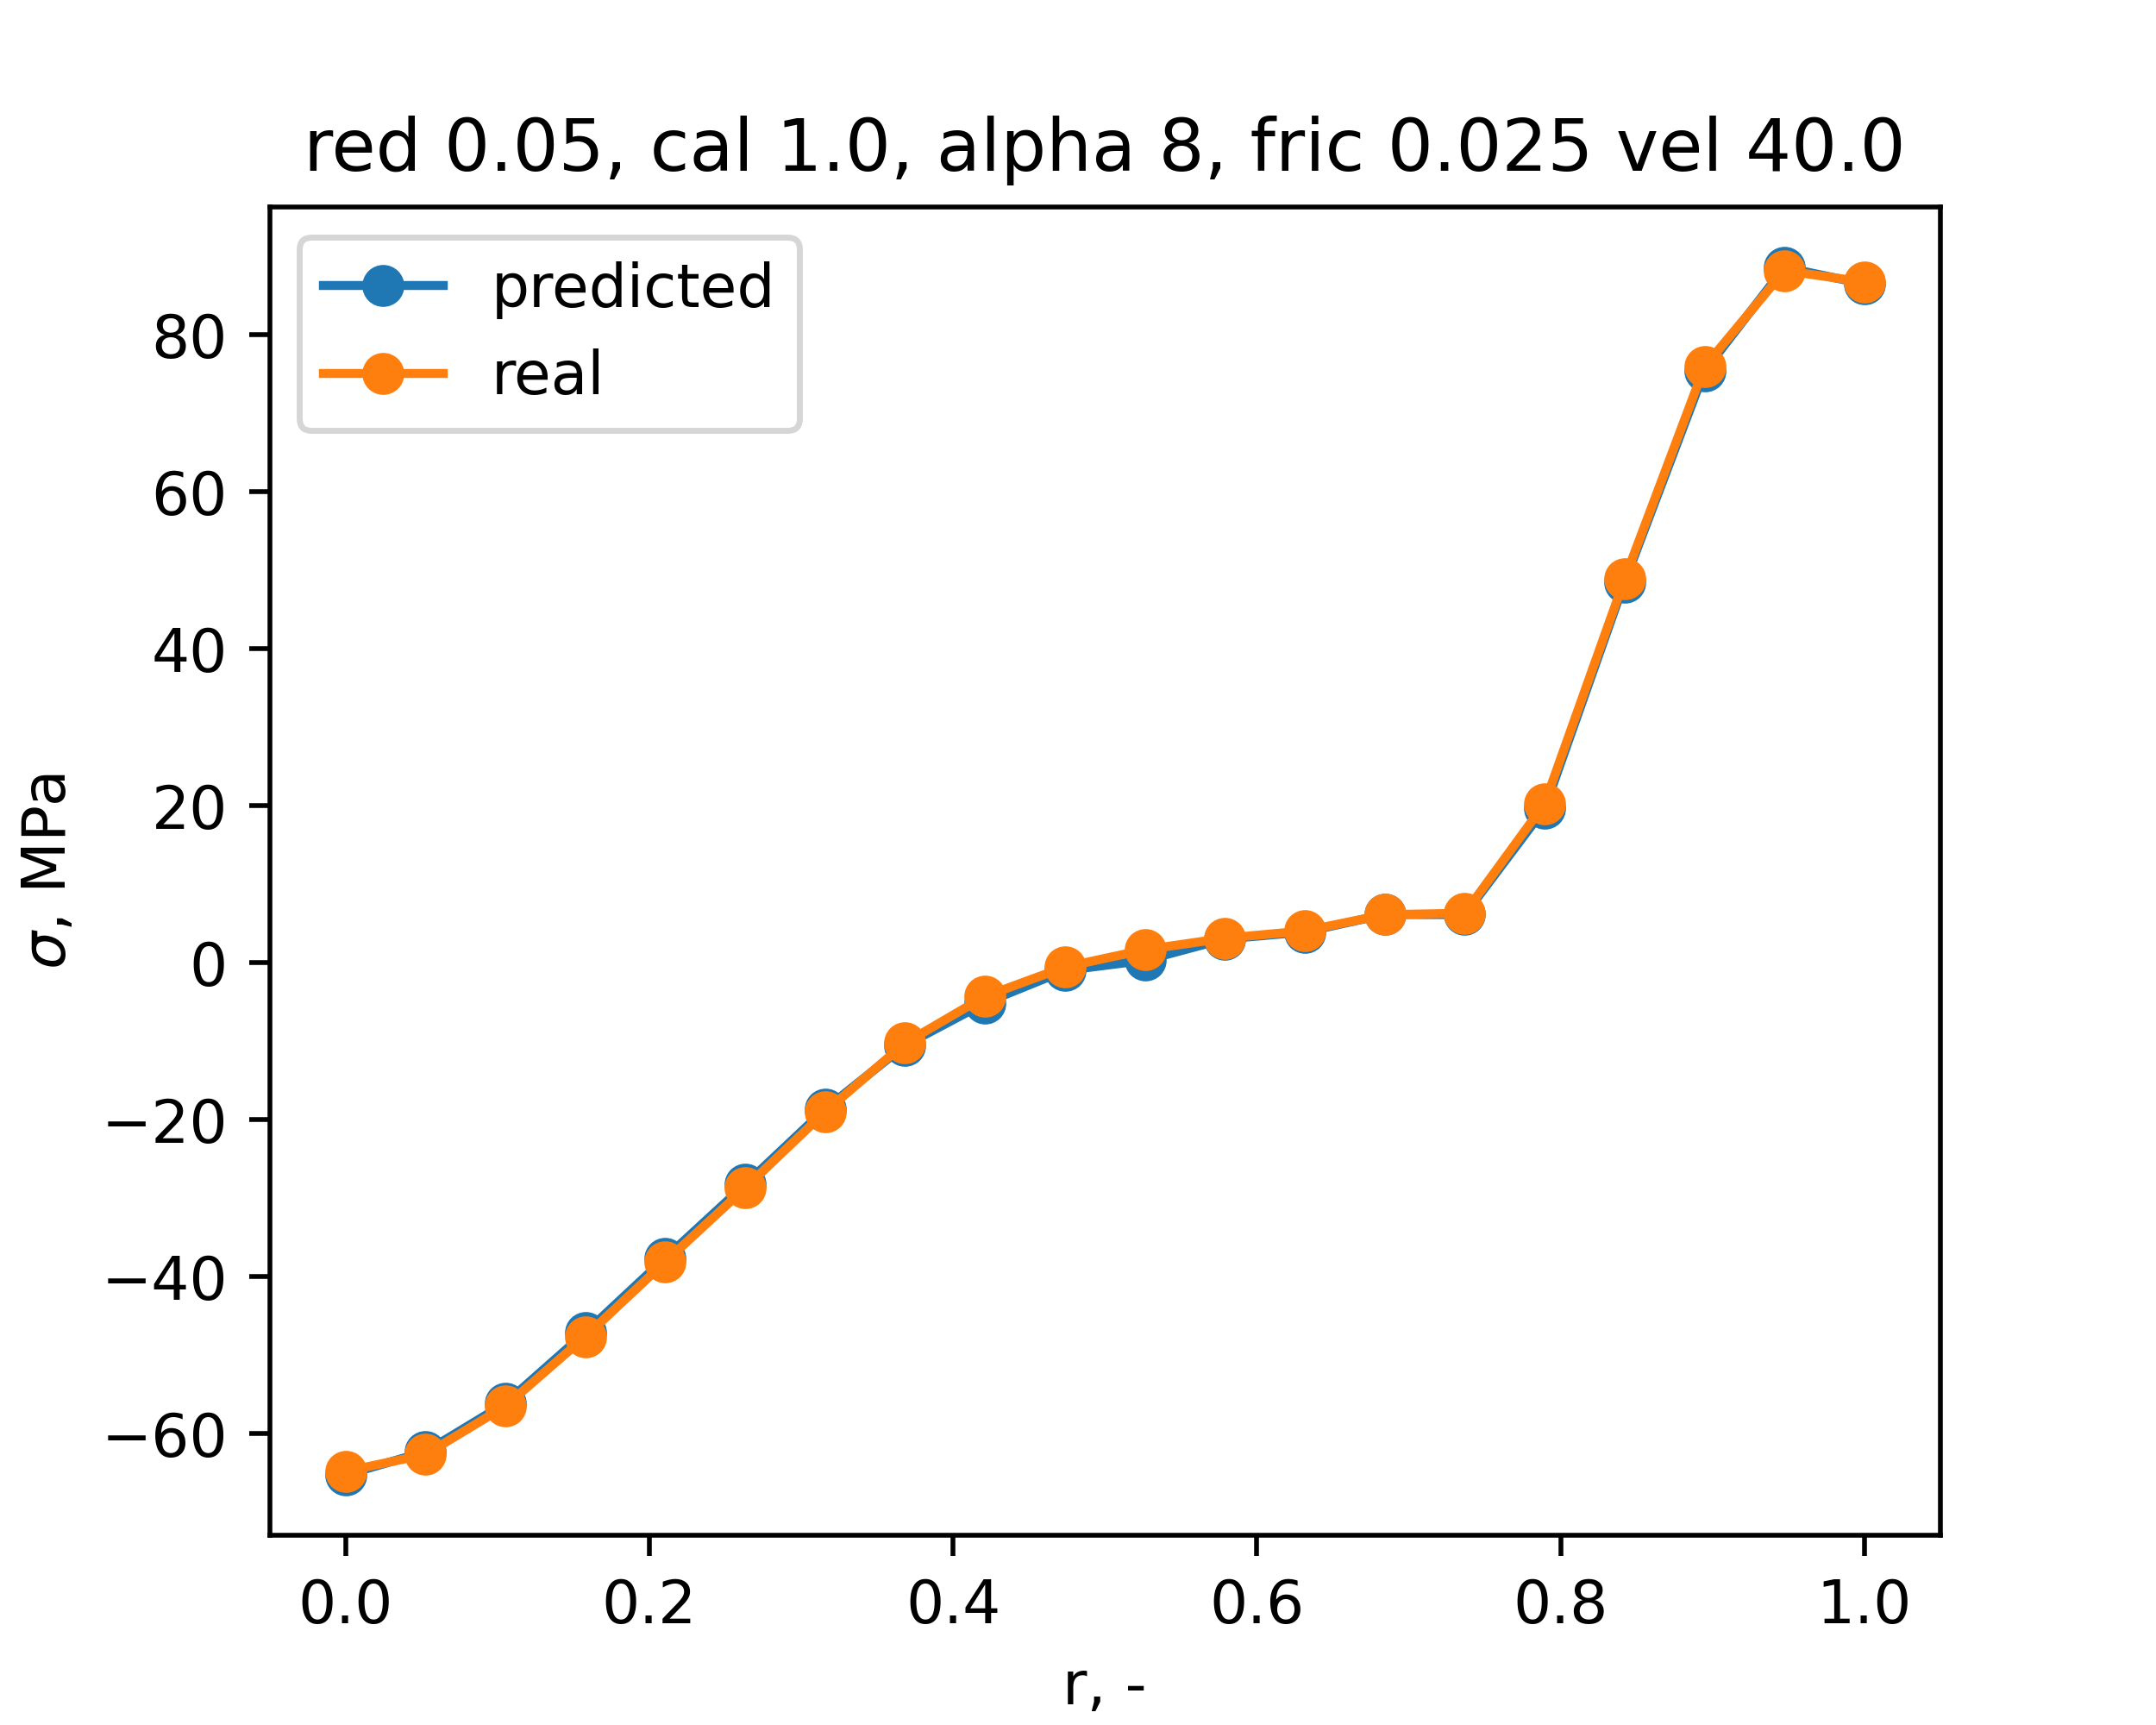 red 0.05, cal 1.0, alpha 8, fric 0.025 vel 40.0
predicted
real
80
60
40
20
0
−20
−40
−60
σ, MPa
0.0 0.2 0.4 0.6 0.8 1.0
r, -